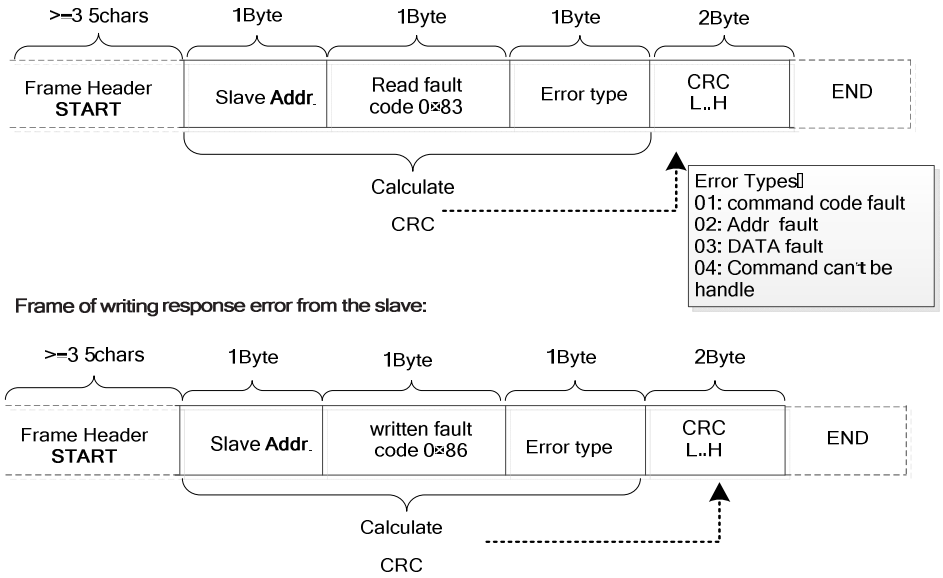 >=3 5chars 1Byte 1Byte 1Byte 2Byte
Frame Header
START
Slave Addr.
Read fault
code 0x83
Error type
CRC
L..H
END
Calculate
CRC
Error Types
01: command code fault
02: Addr fault
03: DATA fault
04: Command can't be
handle
Frame of writing response error from the slave:
>=3 5chars 1Byte 1Byte 1Byte 2Byte
Frame Header
START
Slave Addr.
written fault
code 0x86
Error type
CRC
L..H
END
Calculate
CRC